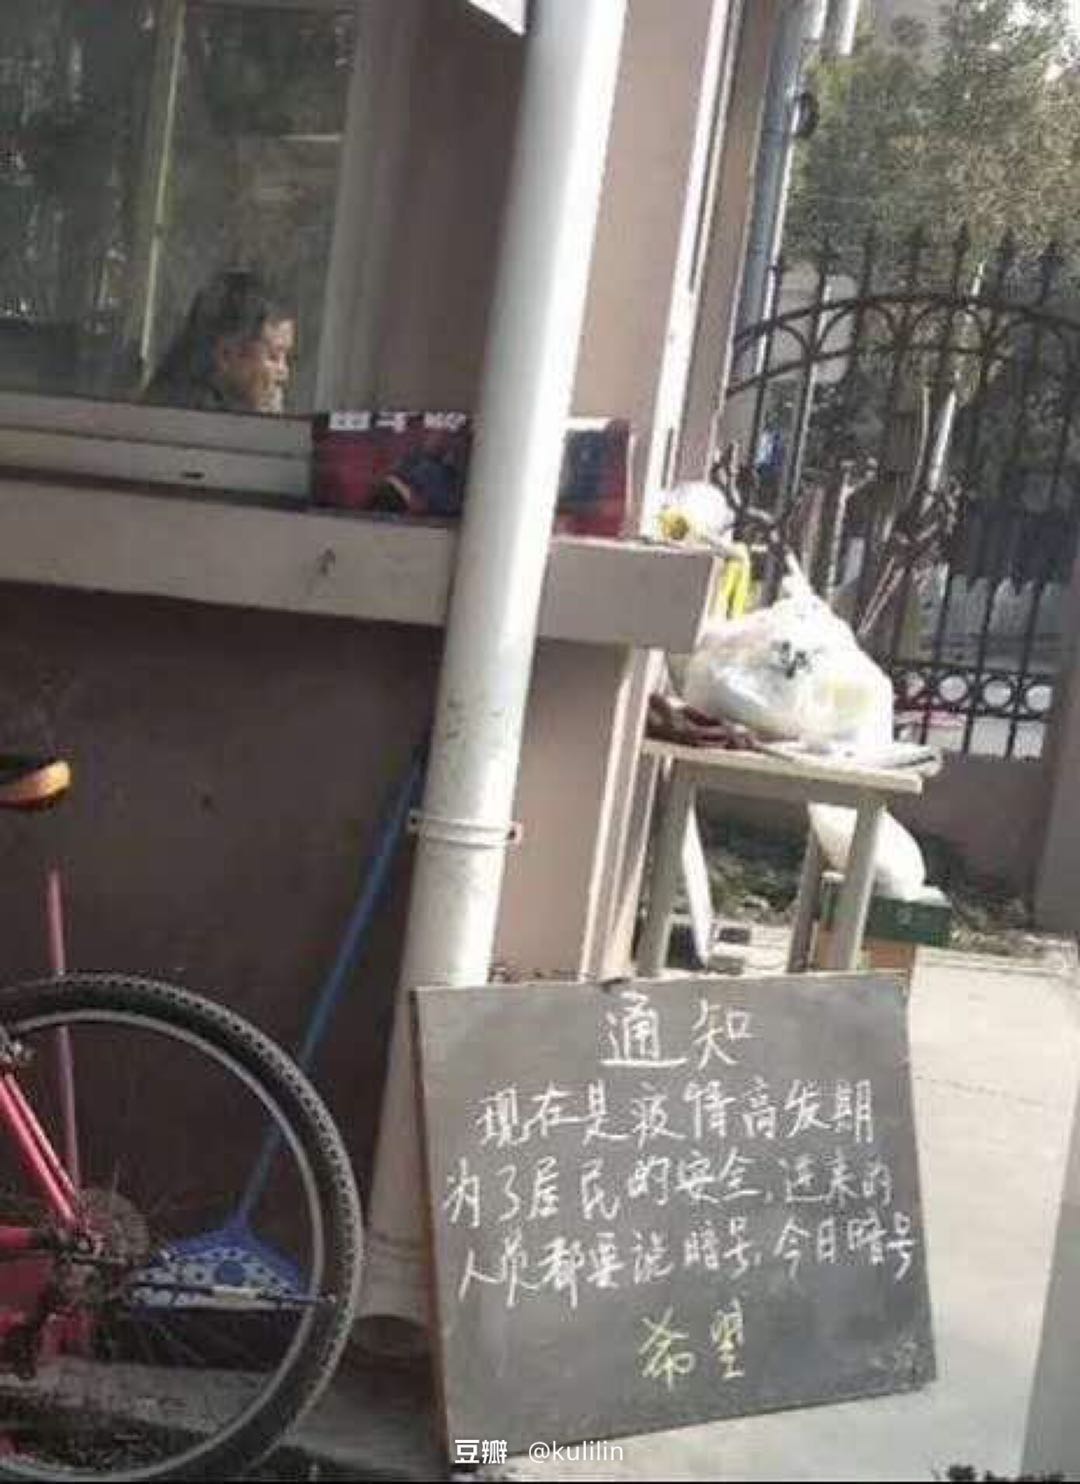 通知
现在是疫情高发期
为了居民的安全,进来的
人员都要说暗号,今日暗号
希望
豆瓣 @kulilin